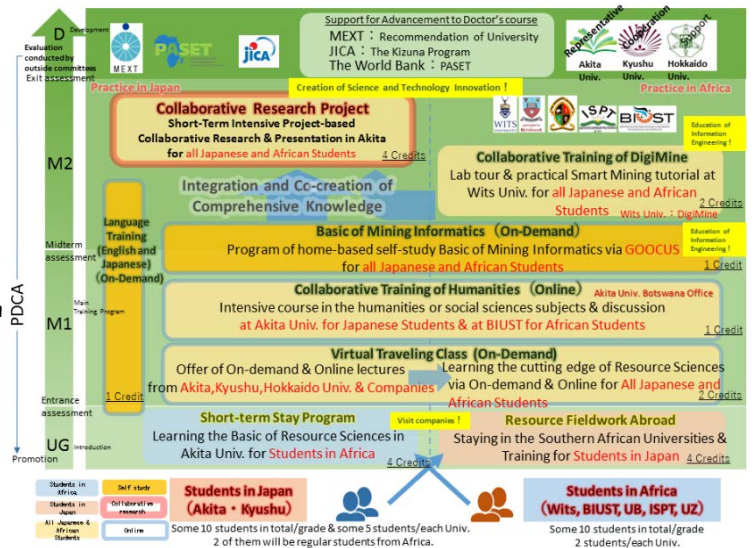 D
Development
Evaluation
conducted by
outside committees
Exit assessment
MEXT
PASET
jICA
Support for Advancement to Doctor's course
MEXT：Recommendation of University
JICA：The Kizuna Program
The World Bank：PASET
Representative
Cooperation
Support
Akita
Univ.
Kyushu
Univ.
Hokkaido
Univ.
Practice in Japan
Creation of Science and Technology Innovation！
Practice in Africa
Collaborative Research Project
Short-Term Intensive Project-based
Collaborative Research & Presentation in Akita
for all Japanese and African Students
4 Credits
WITS
UNIVERSITY
ISPT
BIUST
Education of
Information
Engineering！
M2
Collaborative Training of DigiMine
Lab tour & practical Smart Mining tutorial at
Wits Univ. for all Japanese and African
Students
Wits Univ.：DigiMine
2 Credits
Integration and Co-creation of
Comprehensive Knowledge
Language
Training
(English and
Japanese)
(On-Demand)
1 Credit
Midterm
assessment
Basic of Mining Informatics （On-Demand）
Program of home-based self-study Basic of Mining Informatics via GOOCUS
for all Japanese and African Students
1 Credit
Education of
Information
Engineering！
PDCA
Main
Training Program
M1
Collaborative Training of Humanities （Online）
Akita Univ. Botswana Office
Intensive course in the humanities or social sciences subjects & discussion
at Akita Univ. for Japanese Students & at BIUST for African Students
1 Credit
Virtual Traveling Class (On-Demand)
Offer of On-demand & Online lectures
from Akita,Kyushu,Hokkaido Univ. & Companies
Learning the cutting edge of Resource Sciences
via On-demand & Online for All Japanese and
African Students
2 Credits
Entrance
assessment
Short-term Stay Program
Learning the Basic of Resource Sciences in
Akita Univ. for Students in Africa
4 Credits
Visit companies！
Resource Fieldwork Abroad
Staying in the Southern African Universities &
Training for Students in Japan
4 Credits
UG
Introduction
Promotion
Students in
Africa
Self study
Students in
Japan
Collaborative
research
All Japanese &
African Students
Online
Students in Japan
(Akita・Kyushu)
Students in Africa
(Wits, BIUST, UB, ISPT, UZ)
Some 10 students in total/grade & some 5 students/each Univ.
2 of them will be regular students from Africa.
Some 10 students in total/grade
2 students/each Univ.